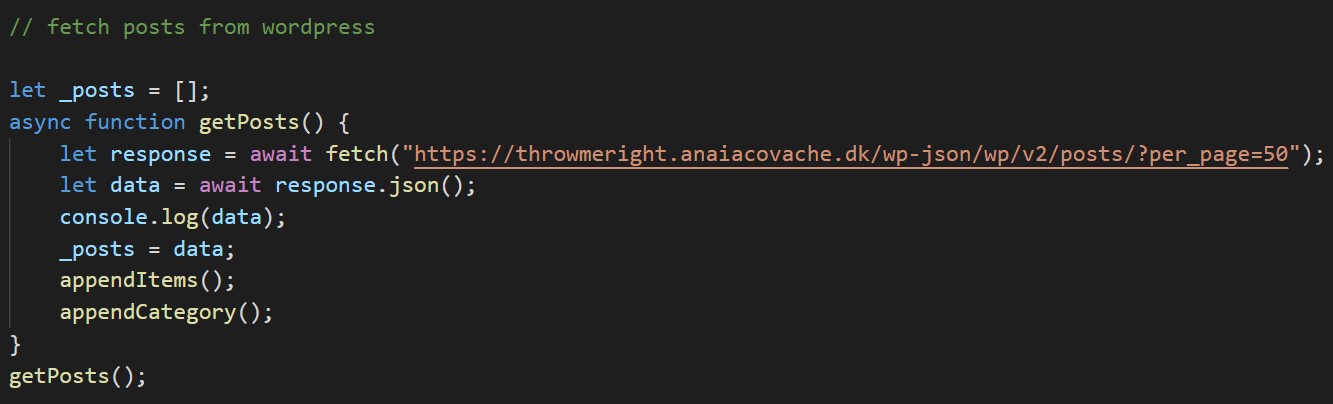 // fetch posts from wordpress
let _posts = [];
async function getPosts() {
let response = await fetch("https://throwmeright.anaiacovache.dk/wp-json/wp/v2/posts/?per_page=50");
let data = await response.json();
console.log(data);
_posts = data;
appendItems();
appendCategory();
}
getPosts();